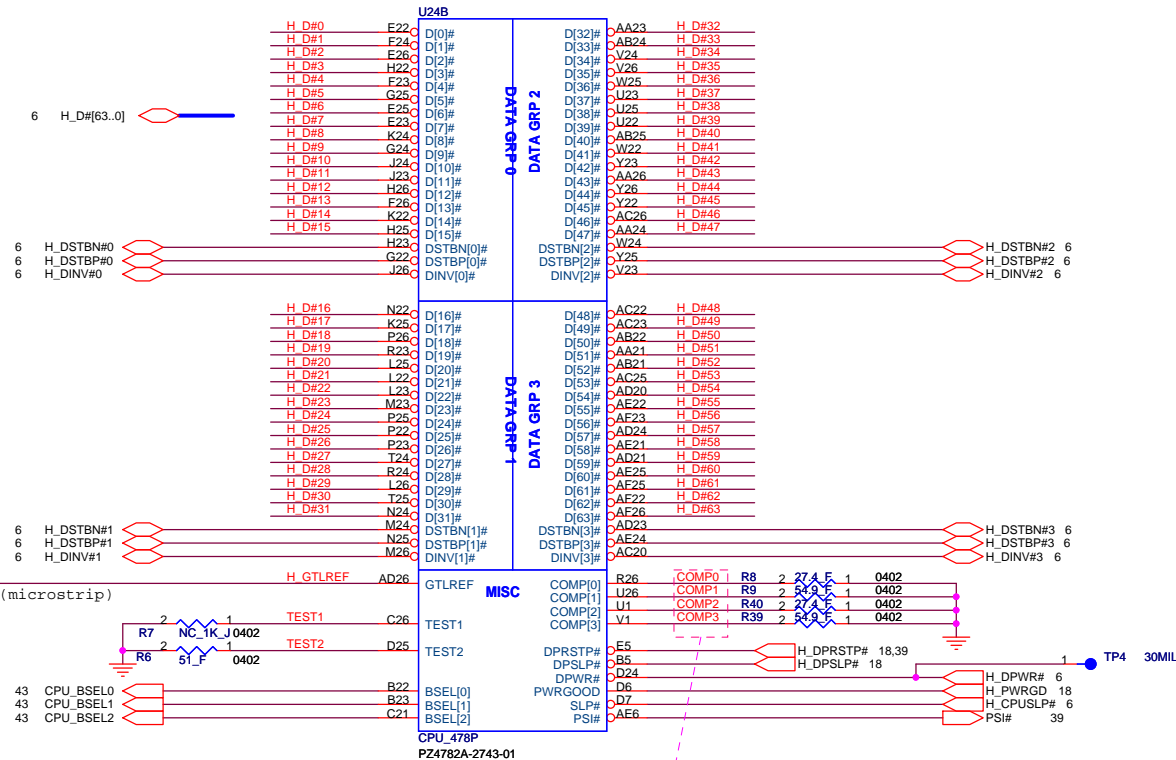 U24B
H_D#0 E22 D[0]# D[32]# AA23 H_D#32
H_D#1 F24 D[1]# D[33]# AB24 H_D#33
H_D#2 E26 D[2]# D[34]# V24 H_D#34
H_D#3 H22 D[3]# D[35]# V26 H_D#35
H_D#4 F23 D[4]# D[36]# W25 H_D#36
H_D#5 G25 D[5]# D[37]# U23 H_D#37
H_D#6 E25 D[6]# D[38]# U25 H_D#38
6 H_D#[63..0] H_D#7 E23 D[7]# D[39]# U22 H_D#39
H_D#8 K24 D[8]# D[40]# AB25 H_D#40
H_D#9 G24 D[9]# D[41]# W22 H_D#41
H_D#10 J24 D[10]# D[42]# Y23 H_D#42
H_D#11 J23 D[11]# D[43]# AA26 H_D#43
H_D#12 H26 D[12]# D[44]# Y26 H_D#44
H_D#13 F26 D[13]# D[45]# Y22 H_D#45
H_D#14 K22 D[14]# D[46]# AC26 H_D#46
H_D#15 H25 D[15]# D[47]# AA24 H_D#47
DATA GRP 0
DATA GRP 2
6 H_DSTBN#0 H23 DSTBN[0]# DSTBN[2]# W24 H_DSTBN#2 6
6 H_DSTBP#0 G22 DSTBP[0]# DSTBP[2]# Y25 H_DSTBP#2 6
6 H_DINV#0 J26 DINV[0]# DINV[2]# V23 H_DINV#2 6
H_D#16 N22 D[16]# D[48]# AC22 H_D#48
H_D#17 K25 D[17]# D[49]# AC23 H_D#49
H_D#18 P26 D[18]# D[50]# AB22 H_D#50
H_D#19 R23 D[19]# D[51]# AA21 H_D#51
H_D#20 L25 D[20]# D[52]# AB21 H_D#52
H_D#21 L22 D[21]# D[53]# AC25 H_D#53
H_D#22 L23 D[22]# D[54]# AD20 H_D#54
H_D#23 M23 D[23]# D[55]# AE22 H_D#55
H_D#24 P25 D[24]# D[56]# AF23 H_D#56
H_D#25 P22 D[25]# D[57]# AD24 H_D#57
H_D#26 P23 D[26]# D[58]# AE21 H_D#58
H_D#27 T24 D[27]# D[59]# AD21 H_D#59
H_D#28 R24 D[28]# D[60]# AE25 H_D#60
H_D#29 L26 D[29]# D[61]# AF25 H_D#61
H_D#30 T25 D[30]# D[62]# AF22 H_D#62
H_D#31 N24 D[31]# D[63]# AF26 H_D#63
DATA GRP 1
DATA GRP 3
6 H_DSTBN#1 M24 DSTBN[1]# DSTBN[3]# AD23 H_DSTBN#3 6
6 H_DSTBP#1 N25 DSTBP[1]# DSTBP[3]# AE24 H_DSTBP#3 6
6 H_DINV#1 M26 DINV[1]# DINV[3]# AC20 H_DINV#3 6
H_GTLREF AD26 GTLREF MISC COMP[0] R26 COMP0 R8 2 27.4_F 1 0402
(microstrip) COMP[1] U26 COMP1 R9 2 54.9_F 1 0402
COMP[2] U1 COMP2 R40 2 27.4_F 1 0402
R7 2 NC_1K_J 1 0402 TEST1 C26 TEST1 COMP[3] V1 COMP3 R39 2 54.9_F 1 0402
R6 2 51_F 1 0402 TEST2 D25 TEST2 DPRSTP# E5 H_DPRSTP# 18,39
DPSLP# B5 H_DPSLP# 18
1 TP4 30MIL
DPWR# D24 H_DPWR# 6
43 CPU_BSEL0 B22 BSEL[0] PWRGOOD D6 H_PWRGD 18
43 CPU_BSEL1 B23 BSEL[1] SLP# D7 H_CPUSLP# 6
43 CPU_BSEL2 C21 BSEL[2] PSI# AE6 PSI# 39
CPU_478P
PZ4782A-2743-01